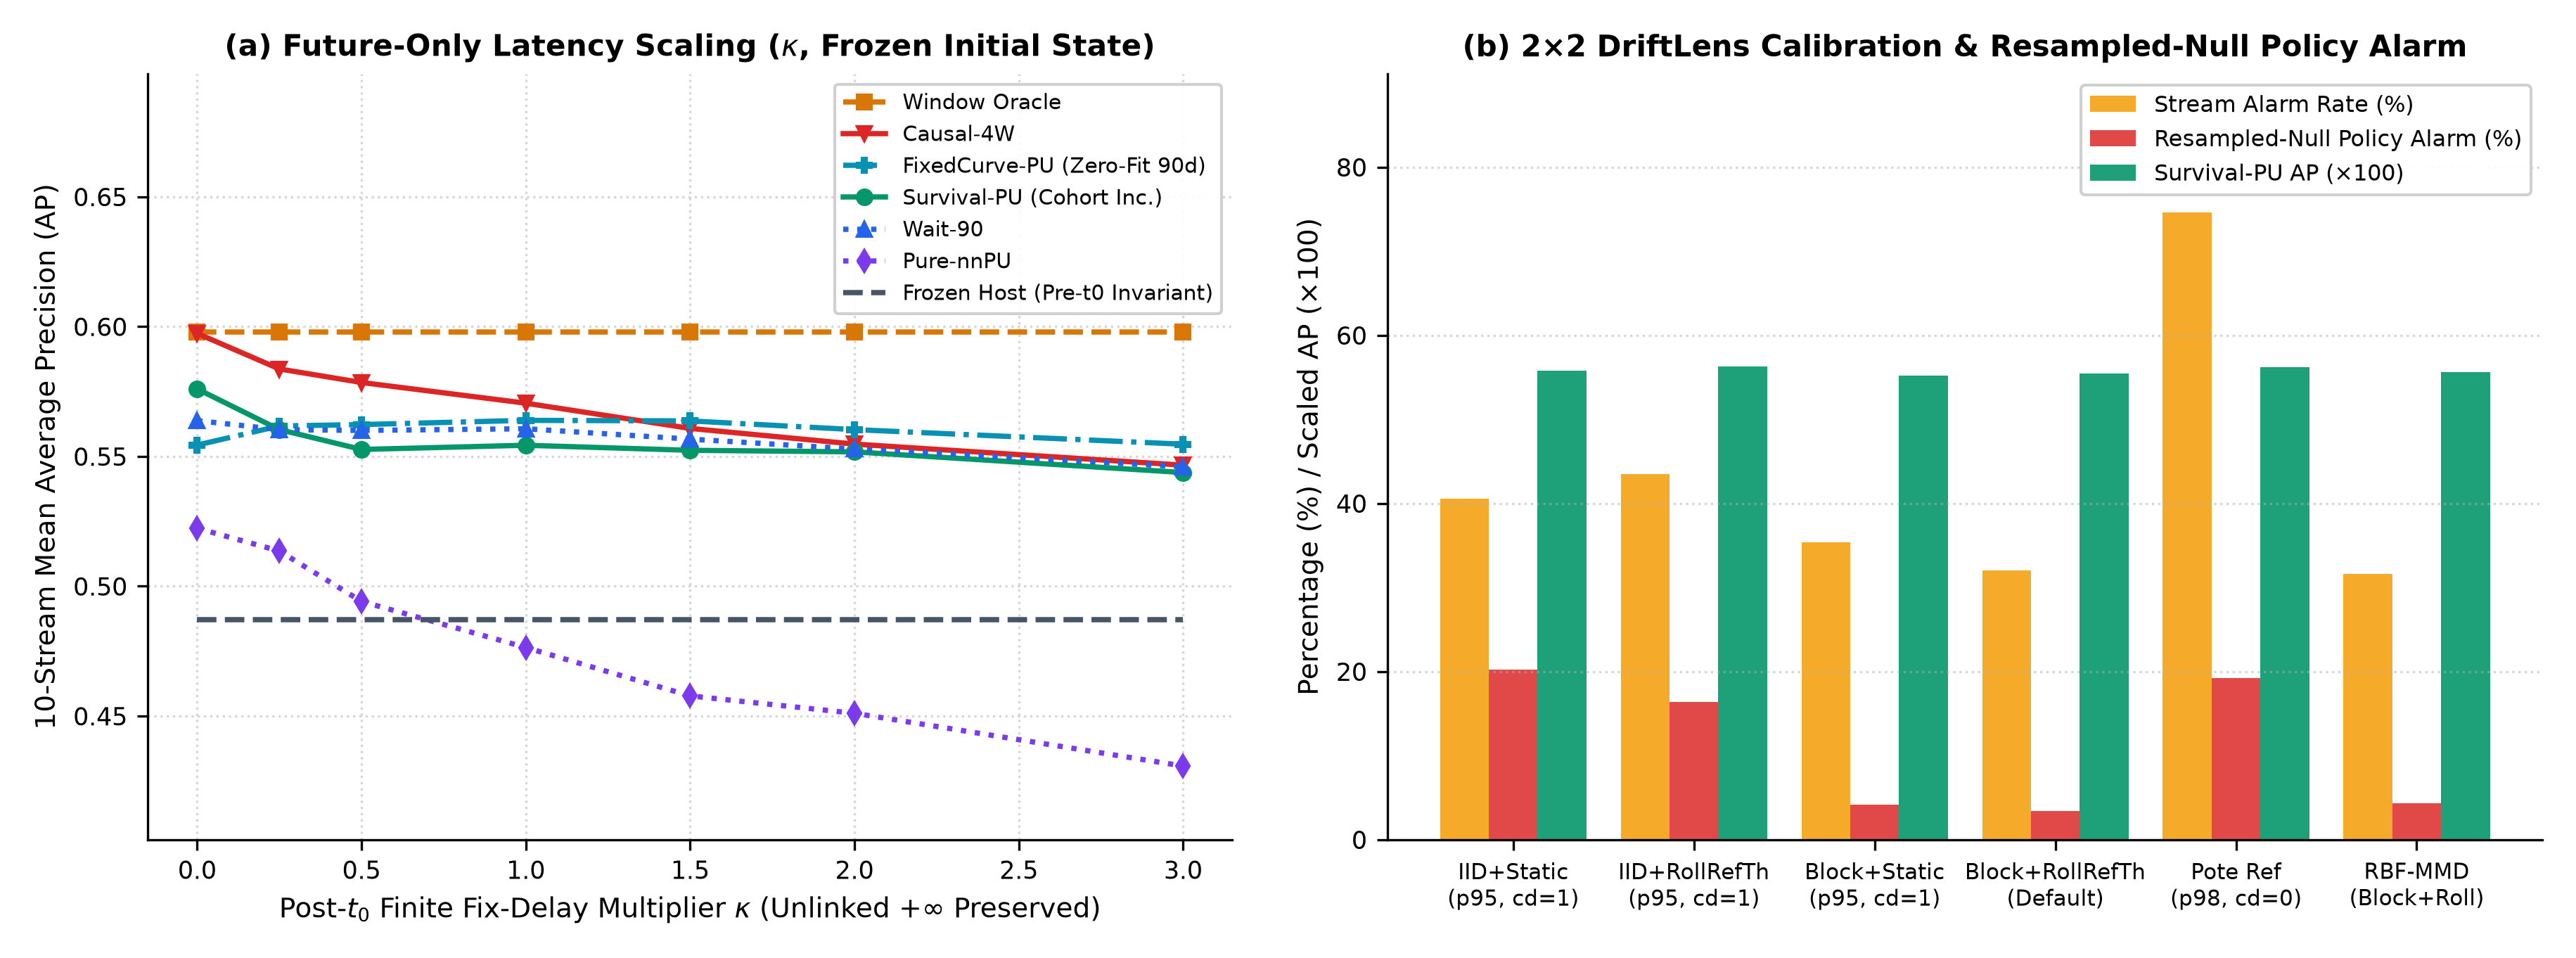 (a) Future-Only Latency Scaling (κ, Frozen Initial State)
10-Stream Mean Average Precision (AP)
0.65
0.60
0.55
0.50
0.45
Window Oracle
Causal-4W
FixedCurve-PU (Zero-Fit 90d)
Survival-PU (Cohort Inc.)
Wait-90
Pure-nnPU
Frozen Host (Pre-t0 Invariant)
0.0 0.5 1.0 1.5 2.0 2.5 3.0
Post-t₀ Finite Fix-Delay Multiplier κ (Unlinked +∞ Preserved)
(b) 2×2 DriftLens Calibration & Resampled-Null Policy Alarm
Percentage (%) / Scaled AP (×100)
80
60
40
20
0
Stream Alarm Rate (%)
Resampled-Null Policy Alarm (%)
Survival-PU AP (×100)
IID+Static
(p95, cd=1)
IID+RollRefTh
(p95, cd=1)
Block+Static
(p95, cd=1)
Block+RollRefTh
(Default)
Pote Ref
(p98, cd=0)
RBF-MMD
(Block+Roll)